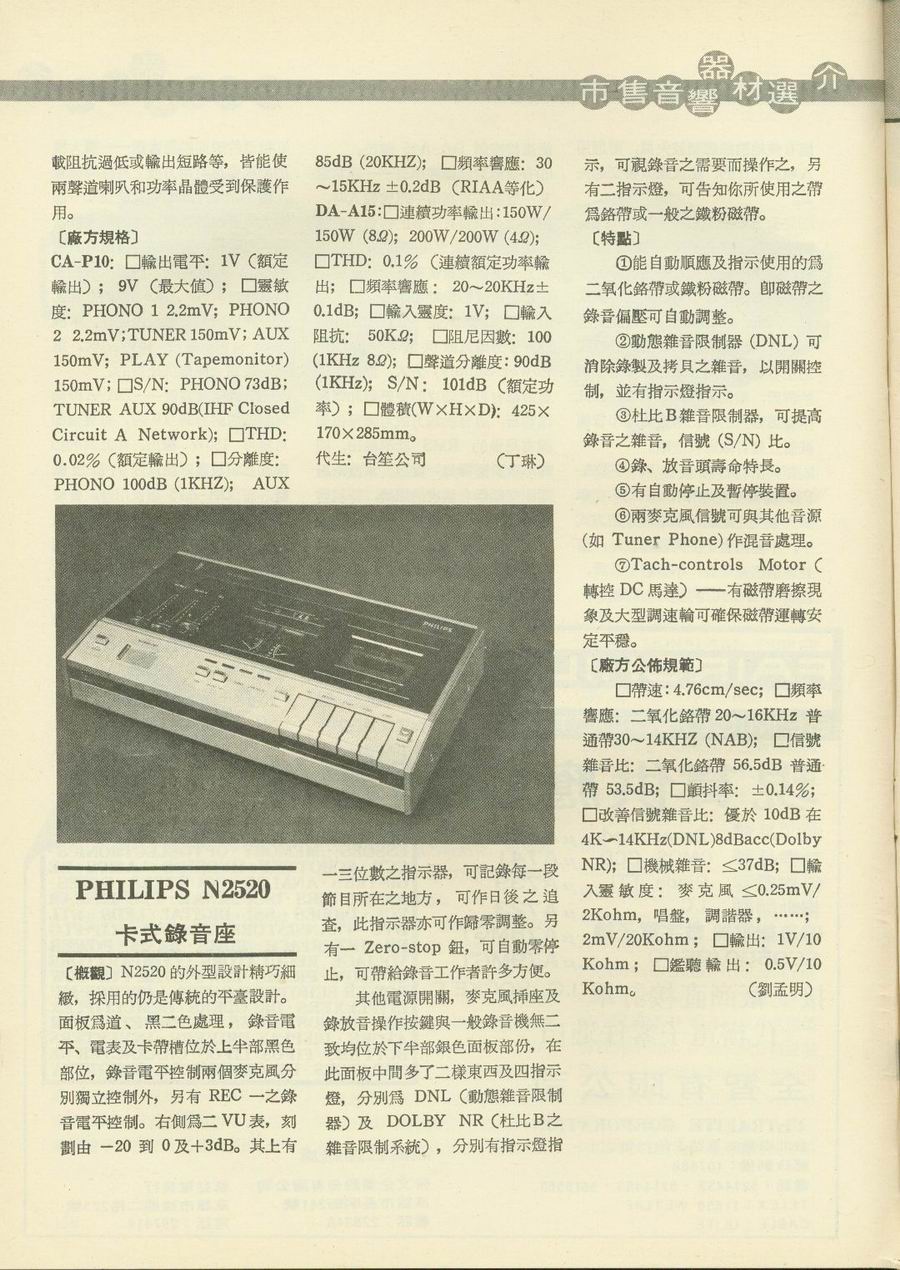 市售音響器材選介
載阻抗過低或輸出短路等，皆能使
兩聲道喇叭和功率晶體受到保護作
用。
〔廠方規格〕
CA-P10：□輸出電平：1V（額定
輸出）；9V（最大值）；□靈敏
度：PHONO 1 2.2mV；PHONO
2 2.2mV；TUNER 150mV；AUX
150mV；PLAY (Tapemonitor)
150mV；□S/N：PHONO 73dB；
TUNER AUX 90dB(IHF Closed
Circuit A Network)；□THD：
0.02%（額定輸出）；□分離度：
PHONO 100dB (1KHZ)； AUX
85dB (20KHZ)；□頻率響應：30
～15KHz ±0.2dB（RIAA等化）
DA-A15：□連續功率輸出：150W/
150W (8Ω)；200W/200W (4Ω)；
□THD：0.1%（連續額定功率輸
出；□頻率響應：20～20KHz±
0.1dB；□輸入靈度：1V；□輸入
阻抗：50KΩ；□阻尼因數：100
(1KHz 8Ω)；□聲道分離度：90dB
(1KHz)；S/N：101dB（額定功
率）；□體積(W×H×D)：425×
170×285mm。
代生：台笙公司　（丁琳）
PHILIPS
PHILIPS N2520
卡式錄音座
〔概觀〕N2520 的外型設計精巧細
緻，採用的仍是傳統的平臺設計。
面板爲道、黑二色處理，錄音電
平、電表及卡帶槽位於上半部黑色
部位，錄音電平控制兩個麥克風分
別獨立控制外，另有 REC 一之錄
音電平控制。右側爲二 VU 表，刻
劃由 −20 到 0 及+3dB。其上有
一三位數之指示器，可記錄每一段
節目所在之地方，可作日後之追
查，此指示器亦可作歸零調整。另
有一 Zero-stop 鈕，可自動零停
止，可帶給錄音工作者許多方便。
其他電源開關，麥克風揷座及
錄放音操作按鍵與一般錄音機無二
致均位於下半部銀色面板部份，在
此面板中間多了二樣東西及四指示
燈，分別爲 DNL（動態雜音限制
器）及 DOLBY NR（杜比B之
雜音限制系統），分別有指示燈指
示，可視錄音之需要而操作之，另
有二指示燈，可告知你所使用之帶
爲鉻帶或一般之鐵粉磁帶。
〔特點〕
①能自動順應及指示使用的爲
二氧化鉻帶或鐵粉磁帶。卽磁帶之
錄音偏壓可自動調整。
②動態雜音限制器 (DNL) 可
消除錄製及拷貝之雜音，以開關控
制，並有指示燈指示。
③杜比B雜音限制器，可提高
錄音之雜音，信號 (S/N) 比。
④錄、放音頭壽命特長。
⑤有自動停止及暫停裝置。
⑥兩麥克風信號可與其他音源
(如 Tuner Phone) 作混音處理。
⑦Tach-controls Motor（
轉控 DC 馬達）——有磁帶磨擦現
象及大型調速輪可確保磁帶運轉安
定平穩。
〔廠方公佈規範〕
□帶速：4.76cm/sec；□頻率
響應：二氧化鉻帶 20～16KHz 普
通帶30～14KHZ (NAB)；□信號
雜音比：二氧化鉻帶 56.5dB 普通
帶 53.5dB；□顫抖率：±0.14%；
□改善信號雜音比：優於 10dB 在
4K～14KHz(DNL)8dBacc(Dolby
NR)；□機械雜音：≤37dB；□輸
入靈敏度：麥克風 ≤0.25mV/
2Kohm，唱盤，調諧器，……；
2mV/20Kohm；□輸出：1V/10
Kohm；□鑑聽輸出：0.5V/10
Kohm。　（劉孟明）